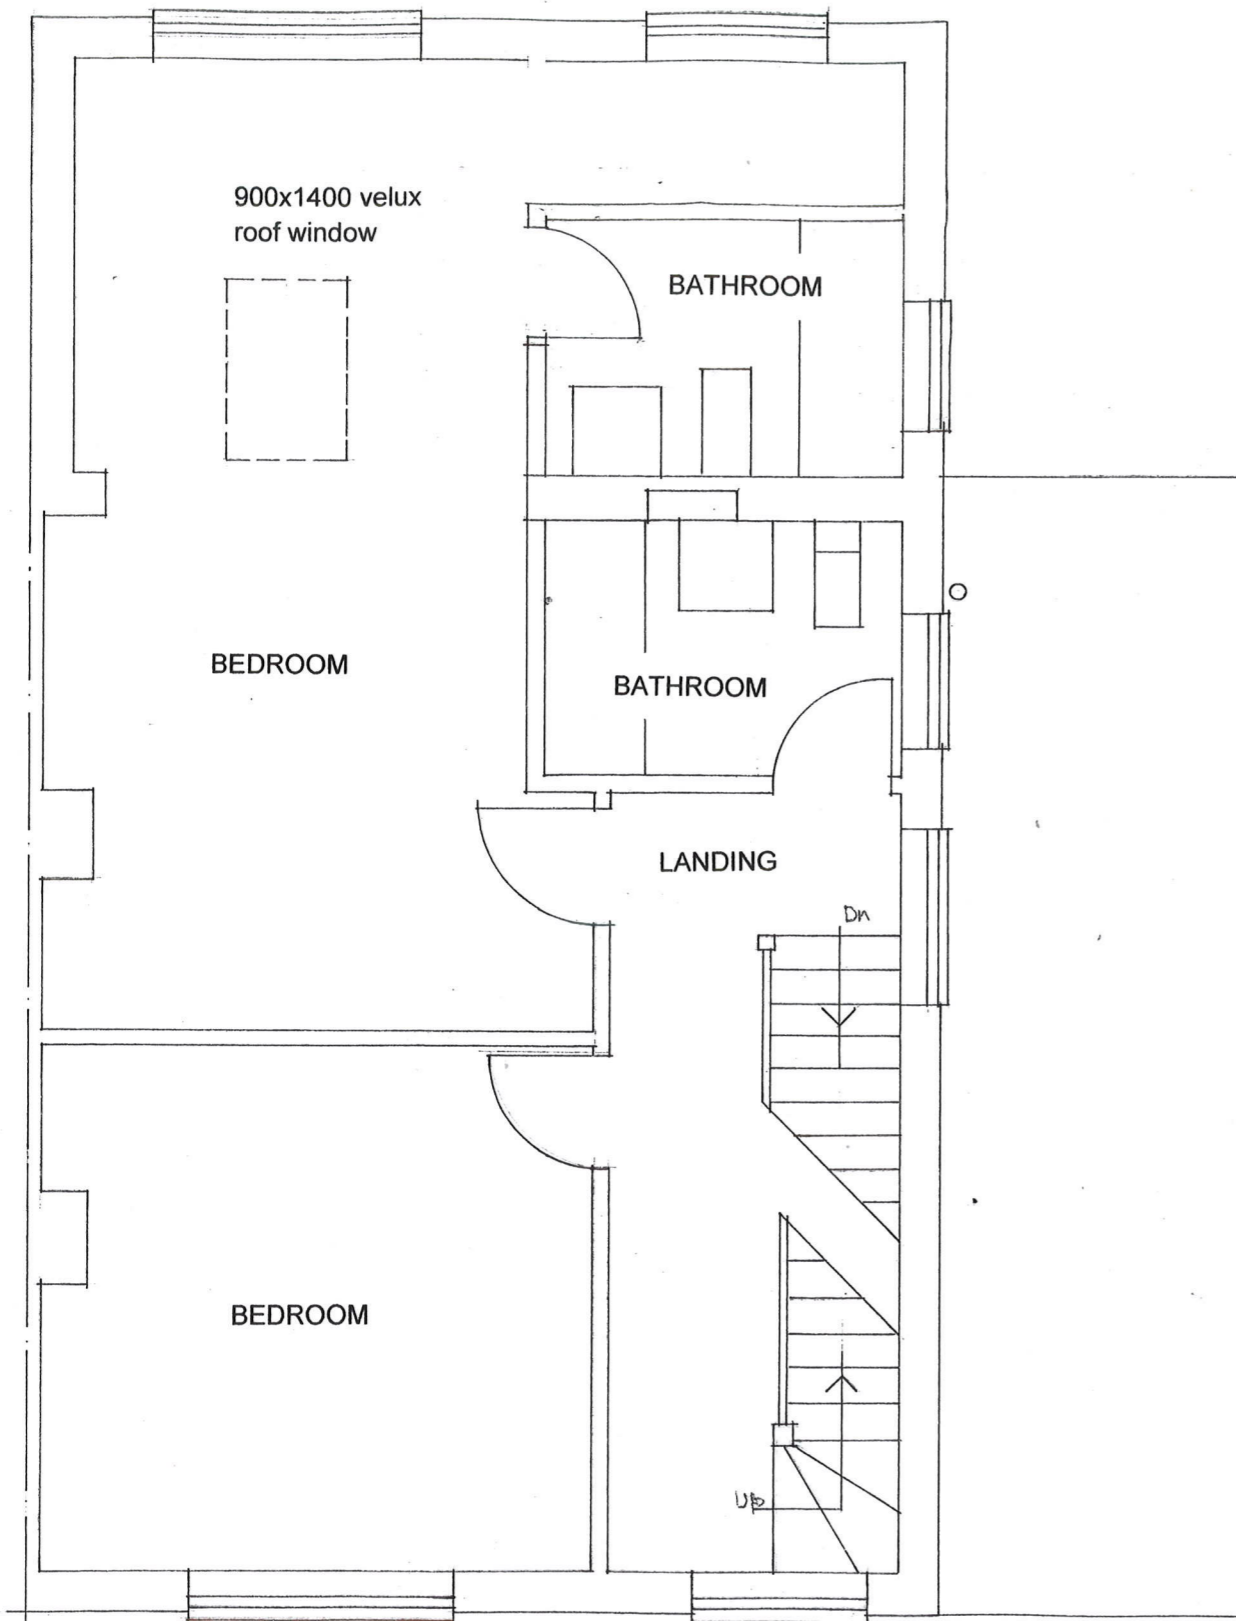 900x1400 velux
roof window
BATHROOM
BEDROOM
BATHROOM
LANDING
Dn
BEDROOM
Up